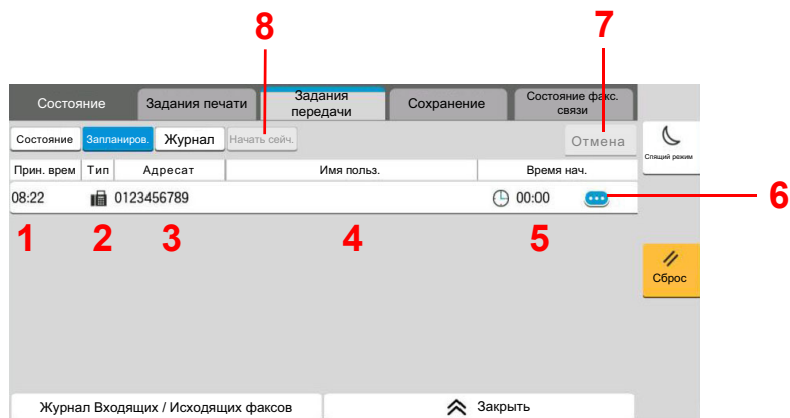 8
7
Состояние
Задания печати
Задания
передачи
Сохранение
Состояние факс.
связи
Состояние
Запланиров.
Журнал
Начать сейч.
Отмена
Спящий режим
Прин. врем
Тип
Адресат
Имя польз.
Время нач.
08:22
0123456789
00:00
6
1
2
3
4
5
Сброс
Журнал Входящих / Исходящих факсов
Закрыть